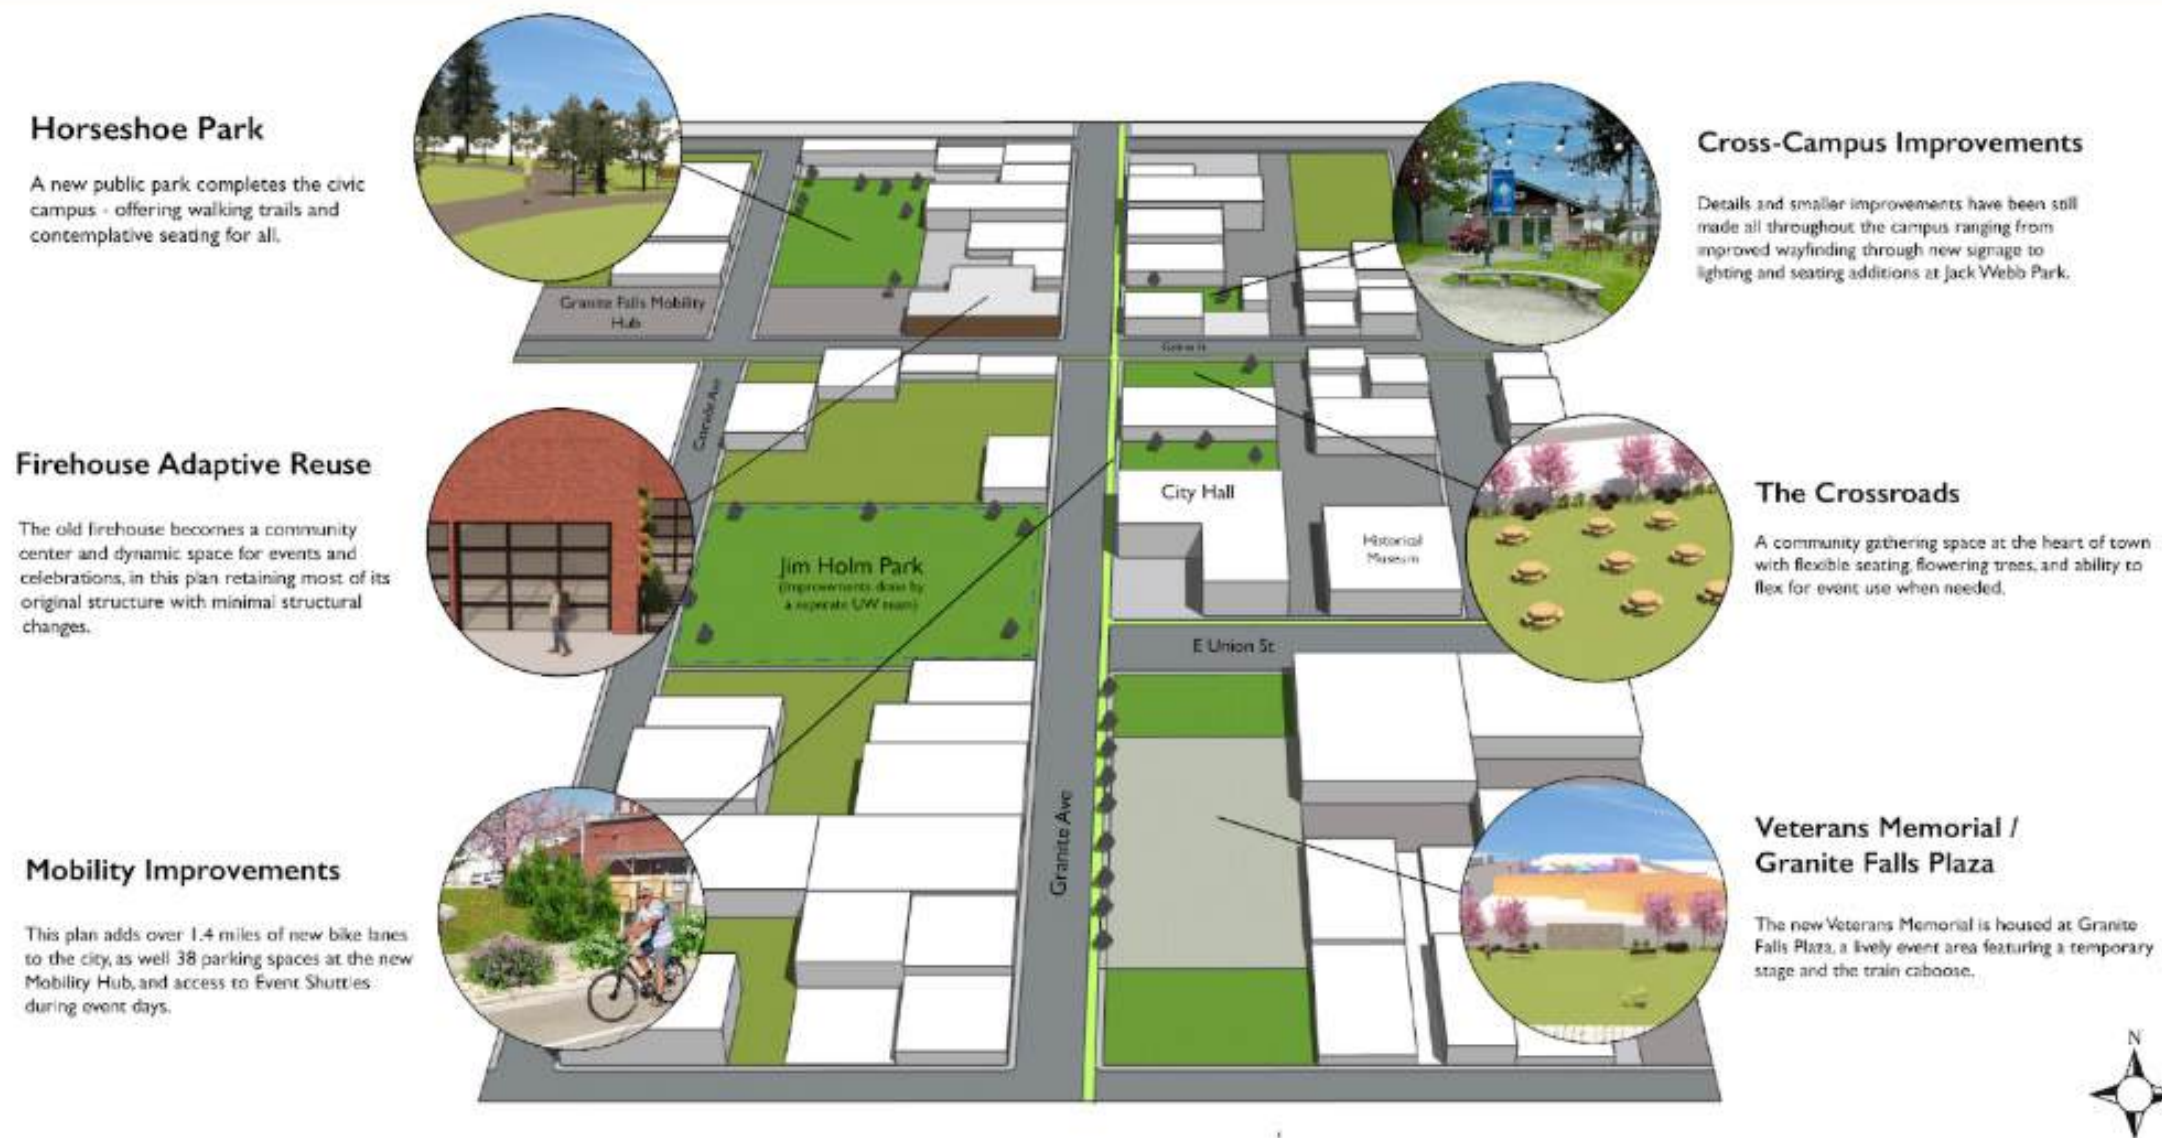 Horseshoe Park
A new public park completes the civic
campus - offering walking trails and
contemplative seating for all.
Cross-Campus Improvements
Details and smaller improvements have been still
made all throughout the campus ranging from
improved wayfinding through new signage to
lighting and seating additions at Jack Webb Park.
Granite Falls Mobility
Hub
Firehouse Adaptive Reuse
The old firehouse becomes a community
center and dynamic space for events and
celebrations, in this plan retaining most of its
original structure with minimal structural
changes.
City Hall
Historical
Museum
Jim Holm Park
(Improvements done by
a seperate UW team)
The Crossroads
A community gathering space at the heart of town
with flexible seating, flowering trees, and ability to
flex for event use when needed.
E Union St
Granite Ave
Mobility Improvements
This plan adds over 1.4 miles of new bike lanes
to the city, as well 38 parking spaces at the new
Mobility Hub, and access to Event Shuttles
during event days.
Veterans Memorial /
Granite Falls Plaza
The new Veterans Memorial is housed at Granite
Falls Plaza, a lively event area featuring a temporary
stage and the train caboose.
N